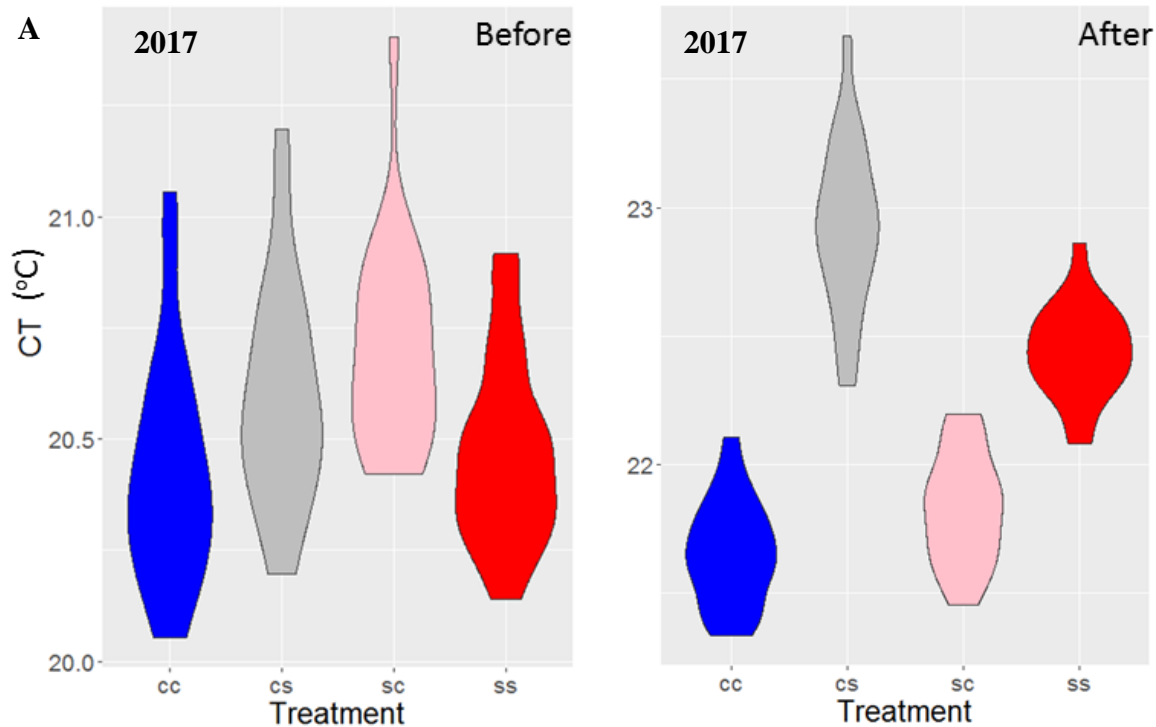 A
2017 Before
CT (°C)
21.0
20.5
20.0
cc cs sc ss
Treatment
2017 After
23
22
cc cs sc ss
Treatment